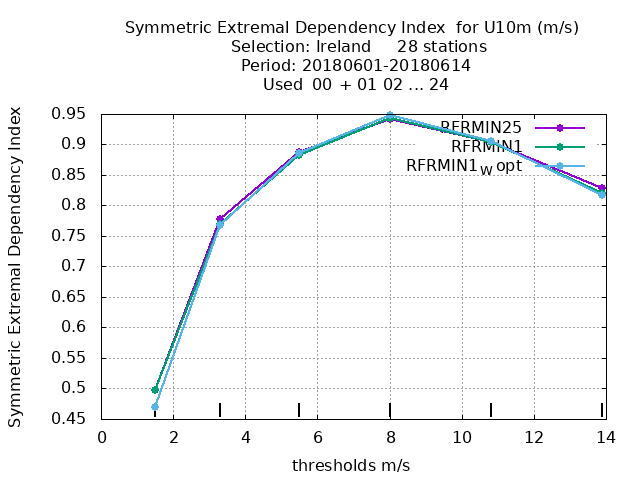 Symmetric Extremal Dependency Index for U10m (m/s)
Selection: Ireland 28 stations
Period: 20180601-20180614
Used 00 + 01 02 ... 24
Symmetric Extremal Dependency Index
0.95
0.9
0.85
0.8
0.75
0.7
0.65
0.6
0.55
0.5
0.45
RFRMIN25
RFRMIN1
RFRMIN1W opt
0 2 4 6 8 10 12 14
thresholds m/s